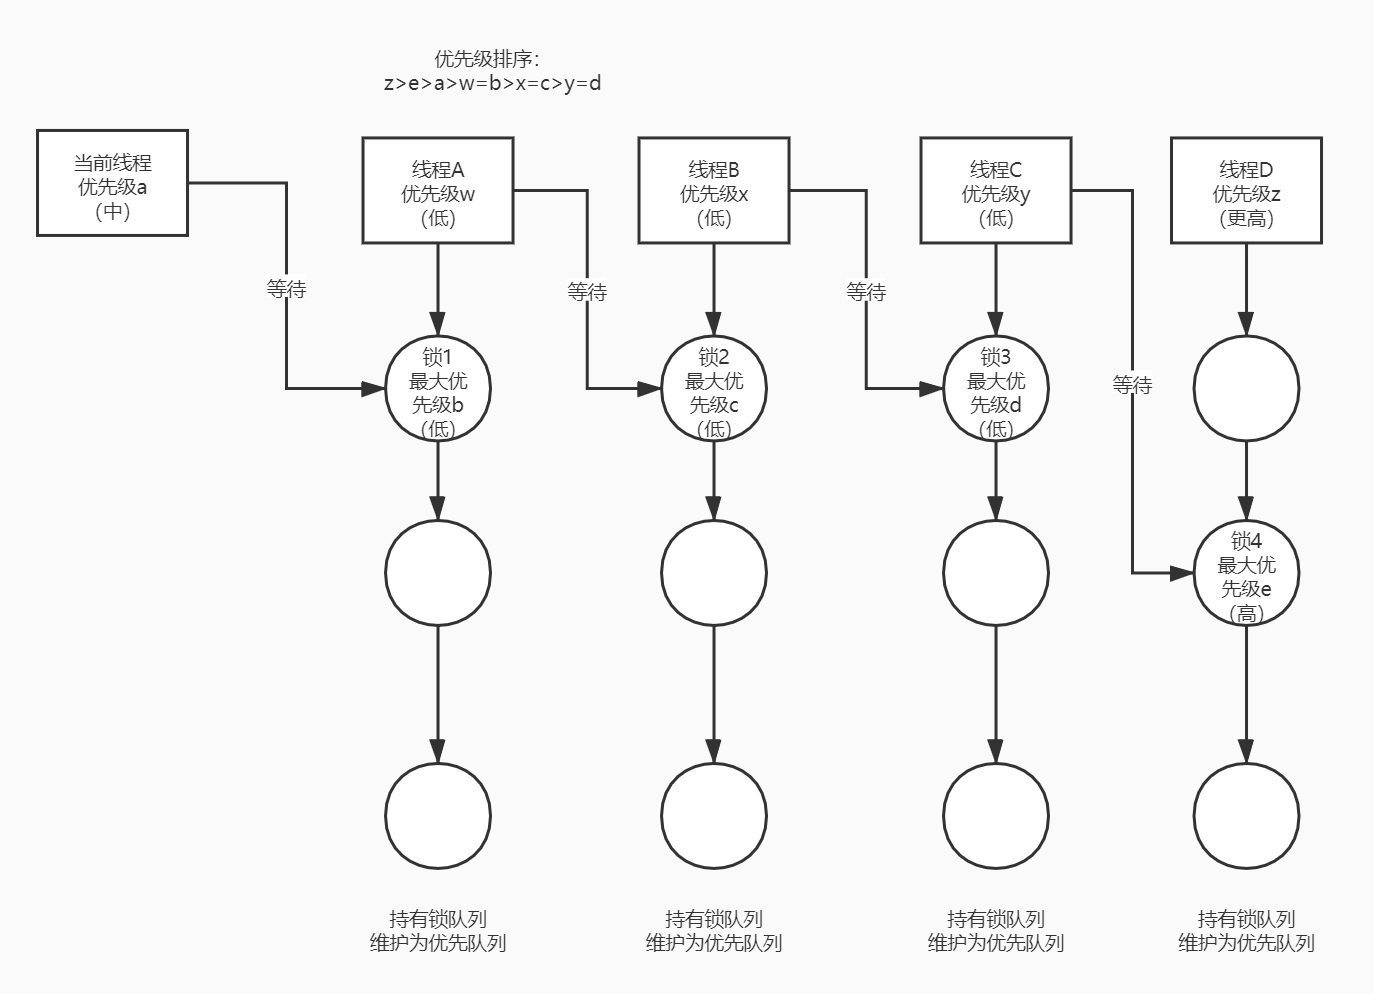 优先级排序：
z>e>a>w=b>x=c>y=d
当前线程
优先级a
（中）
线程A
优先级w
（低）
线程B
优先级x
（低）
线程C
优先级y
（低）
线程D
优先级z
（更高）
等待
等待
等待
等待
锁1
最大优
先级b
（低）
锁2
最大优
先级c
（低）
锁3
最大优
先级d
（低）
锁4
最大优
先级e
（高）
持有锁队列
维护为优先队列
持有锁队列
维护为优先队列
持有锁队列
维护为优先队列
持有锁队列
维护为优先队列